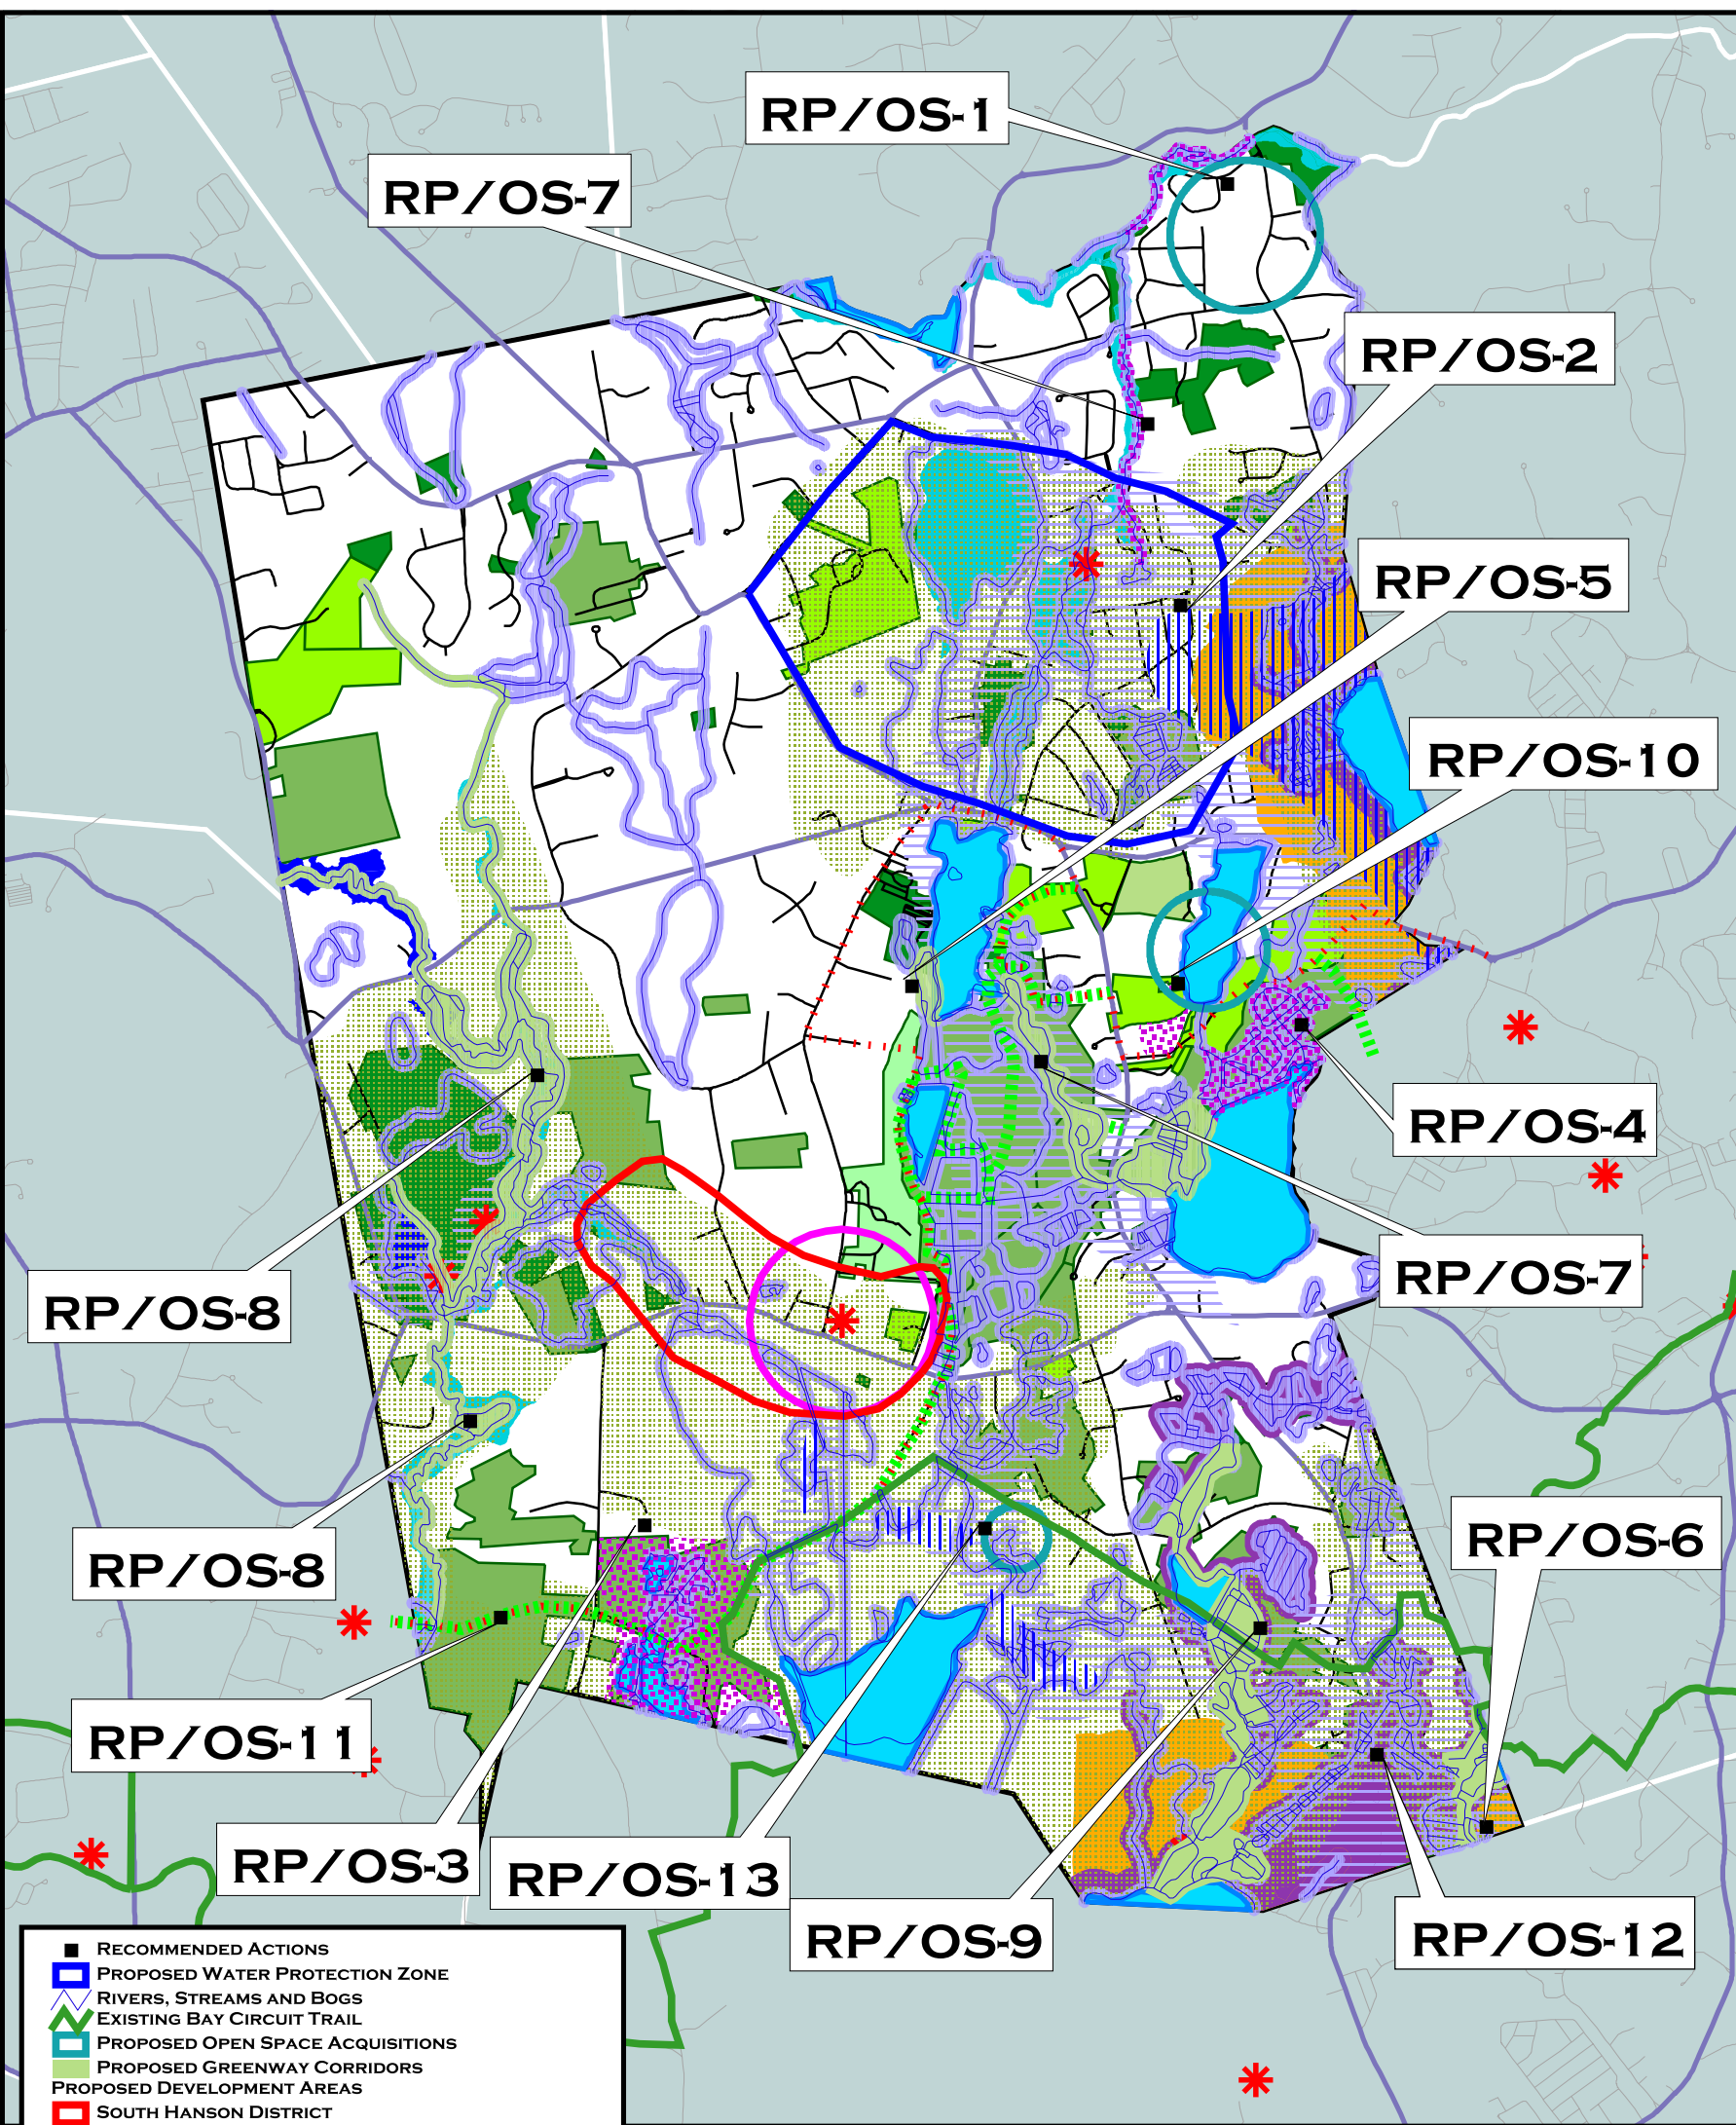 RP/OS-1
RP/OS-7
RP/OS-2
RP/OS-5
RP/OS-10
RP/OS-4
RP/OS-7
RP/OS-8
RP/OS-8
RP/OS-6
RP/OS-11
RP/OS-3
RP/OS-13
RP/OS-9
RP/OS-12
RECOMMENDED ACTIONS
PROPOSED WATER PROTECTION ZONE
RIVERS, STREAMS AND BOGS
EXISTING BAY CIRCUIT TRAIL
PROPOSED OPEN SPACE ACQUISITIONS
PROPOSED GREENWAY CORRIDORS
PROPOSED DEVELOPMENT AREAS
SOUTH HANSON DISTRICT